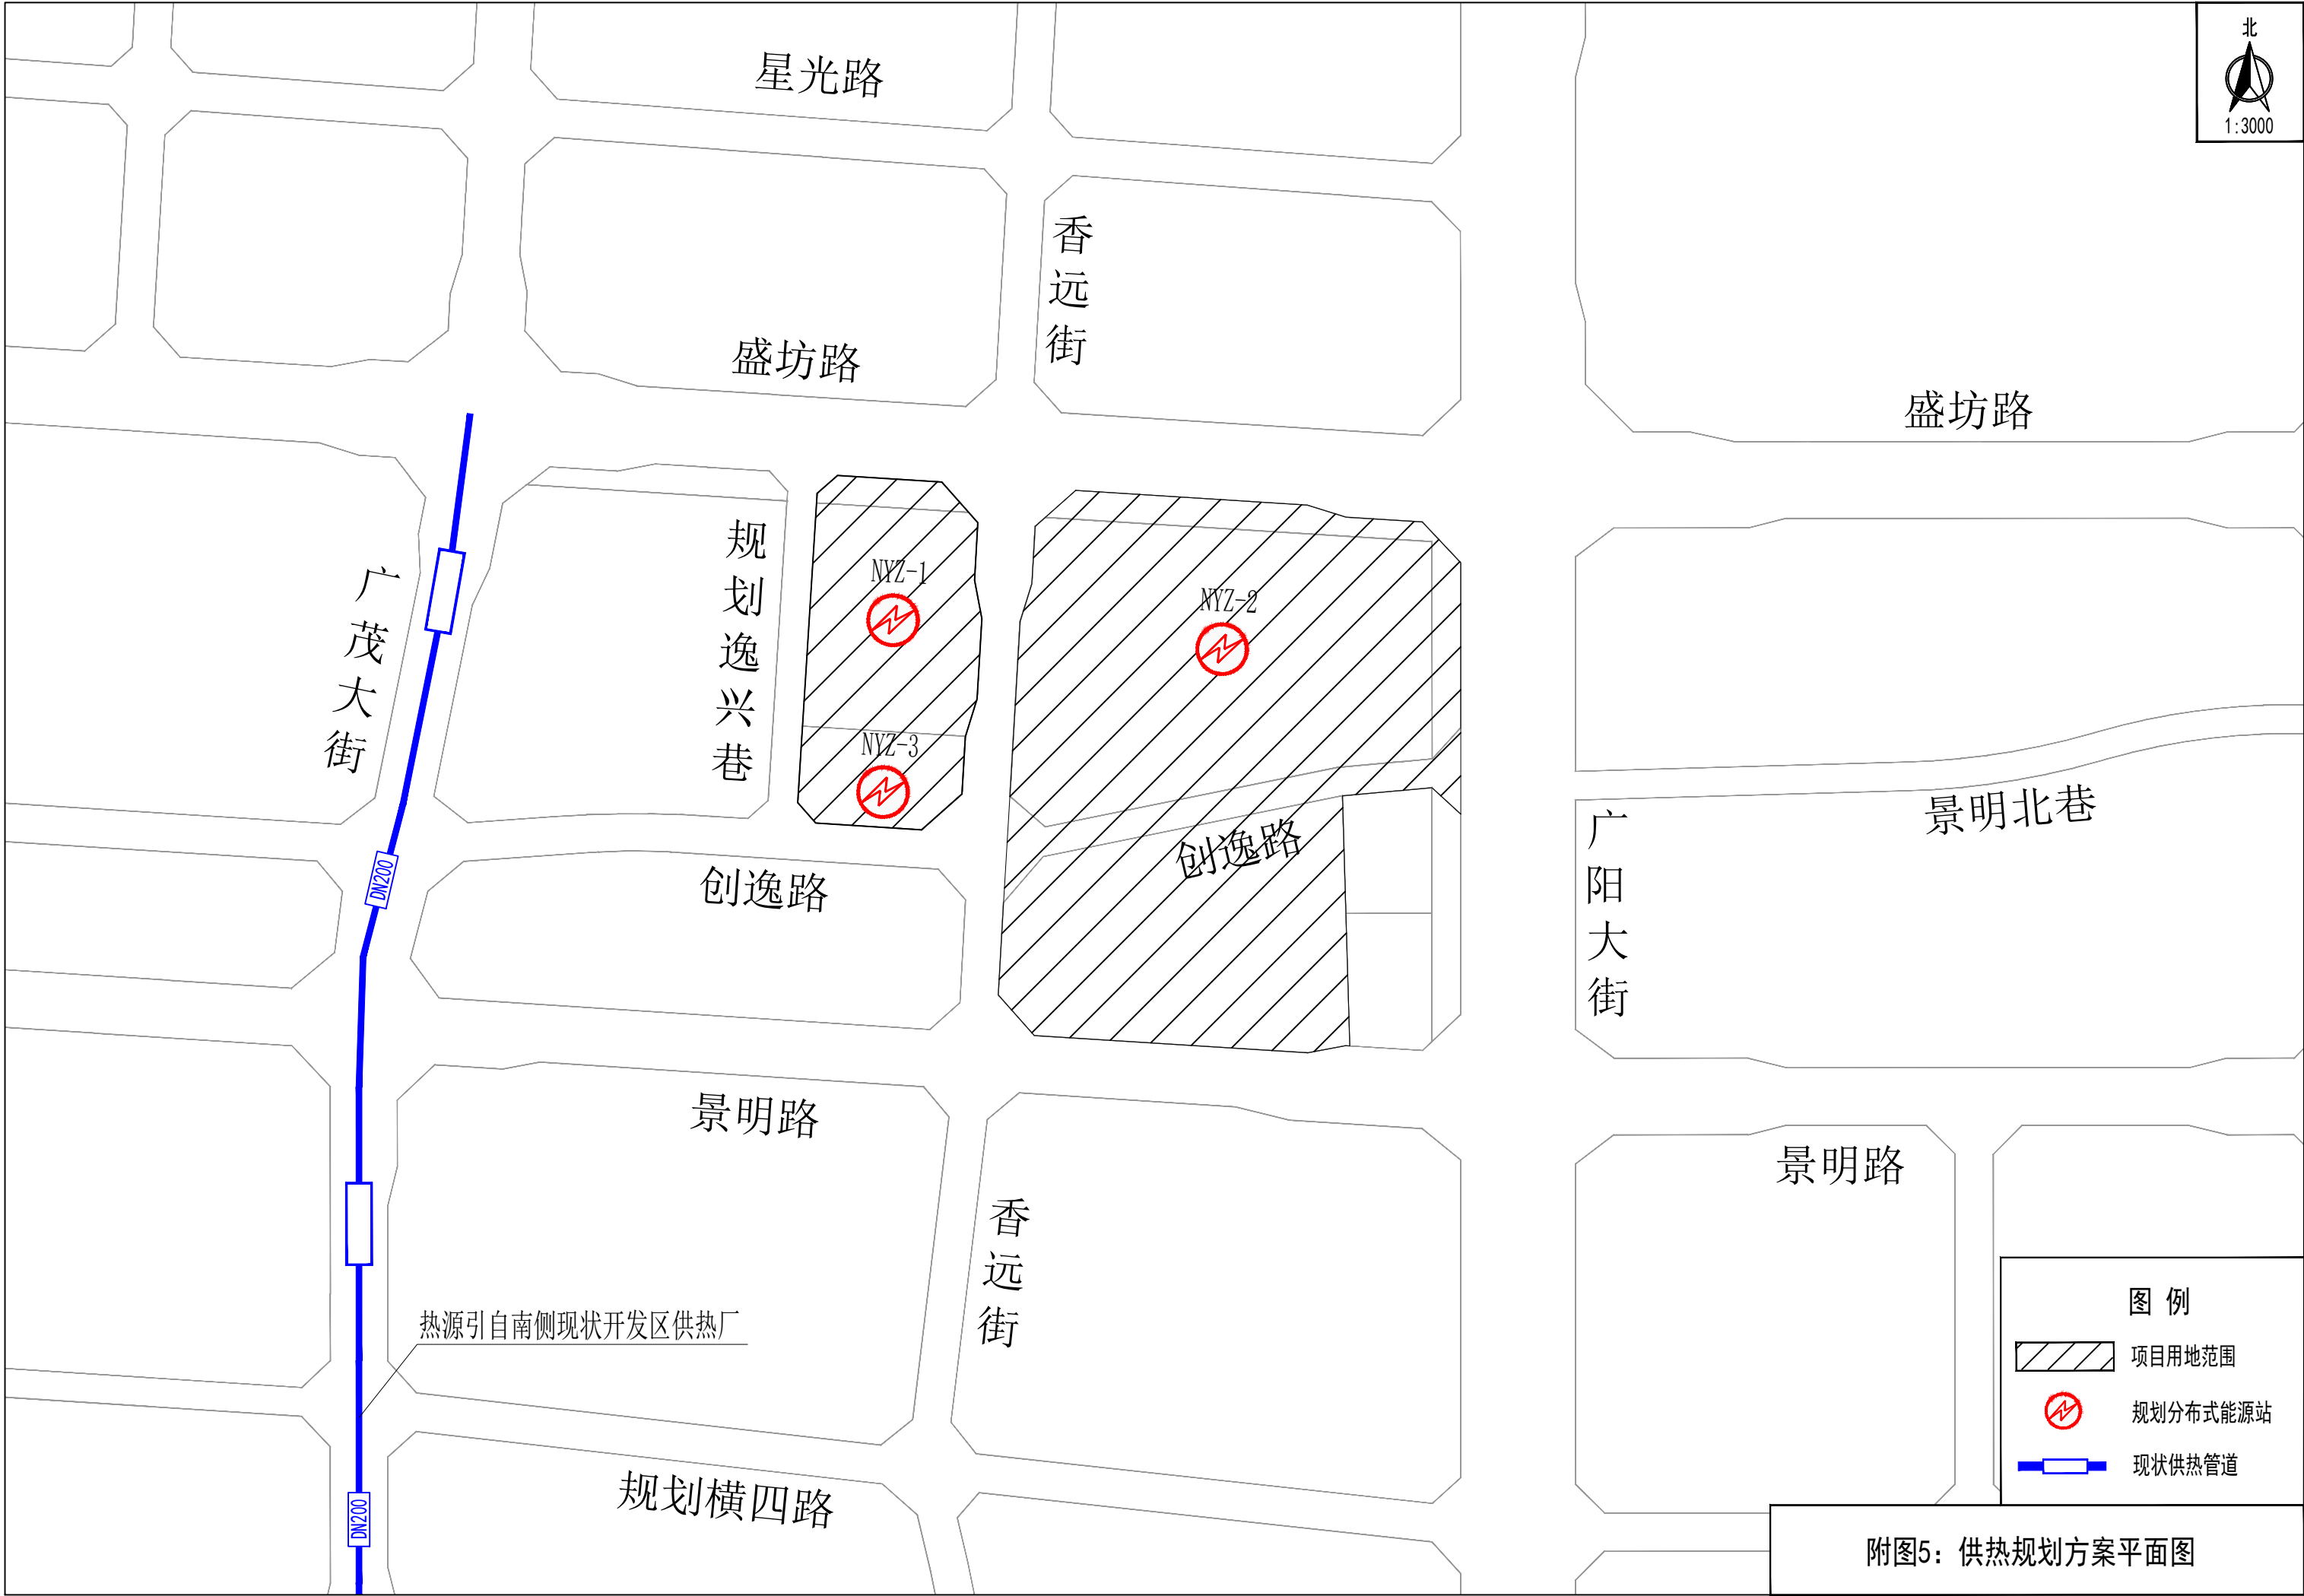 北
1:3000
星光路
香远街
盛坊路
盛坊路
规划逸兴巷
NYZ-1
NYZ-2
广茂大街
NYZ-3
景明北巷
广阳大街
创逸路
创逸路
DN200
景明路
景明路
香远街
热源引自南侧现状开发区供热厂
规划横四路
DN200
图 例
项目用地范围
规划分布式能源站
现状供热管道
附图5：供热规划方案平面图